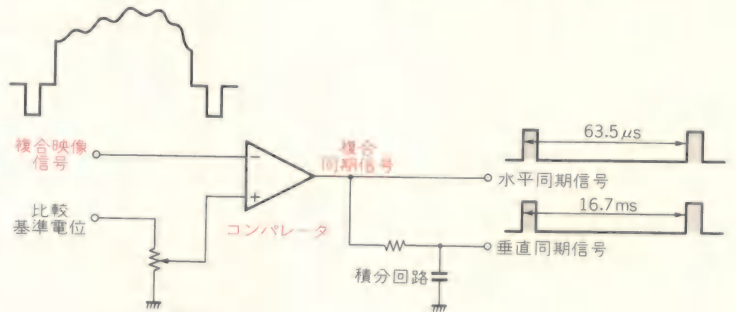 複合映像
信号
比較
基準電位
−
+
コンパレータ
複合
同期信号
63.5μs
水平同期信号
16.7ms
垂直同期信号
積分回路